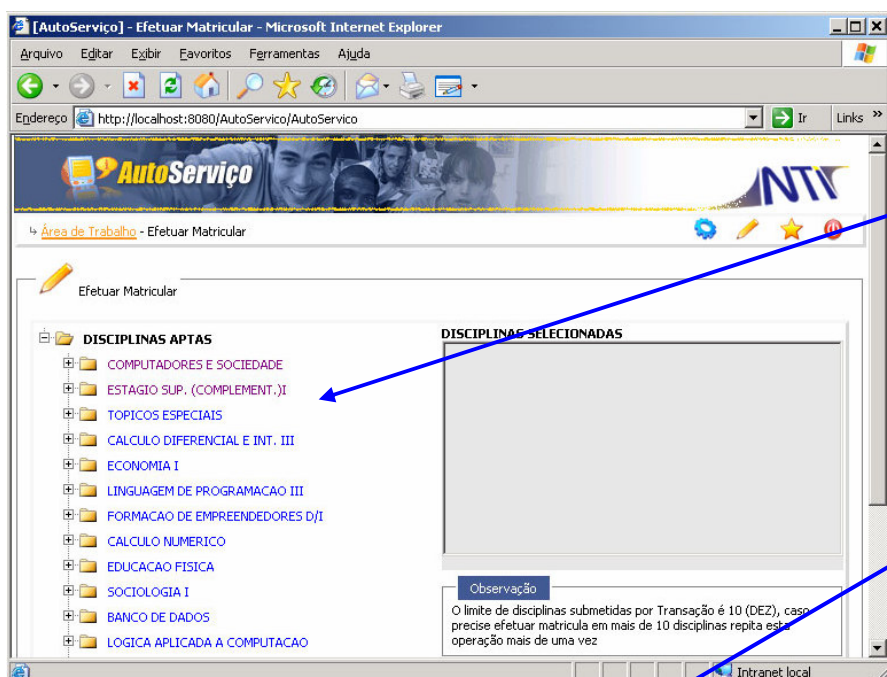 [AutoServiço] - Efetuar Matricular - Microsoft Internet Explorer
Arquivo Editar Exibir Favoritos Ferramentas Ajuda
Endereço http://localhost:8080/AutoServico/AutoServico Ir Links »
AutoServiço NTI
Área de Trabalho - Efetuar Matricular
Efetuar Matricular
DISCIPLINAS APTAS
COMPUTADORES E SOCIEDADE
ESTAGIO SUP. (COMPLEMENT.)I
TOPICOS ESPECIAIS
CALCULO DIFERENCIAL E INT. III
ECONOMIA I
LINGUAGEM DE PROGRAMACAO III
FORMACAO DE EMPREENDEDORES D/I
CALCULO NUMERICO
EDUCACAO FISICA
SOCIOLOGIA I
BANCO DE DADOS
LOGICA APLICADA A COMPUTACAO
DISCIPLINAS SELECIONADAS
Observação
O limite de disciplinas submetidas por Transação é 10 (DEZ), caso
precise efetuar matricula em mais de 10 disciplinas repita esta
operação mais de uma vez
Intranet local